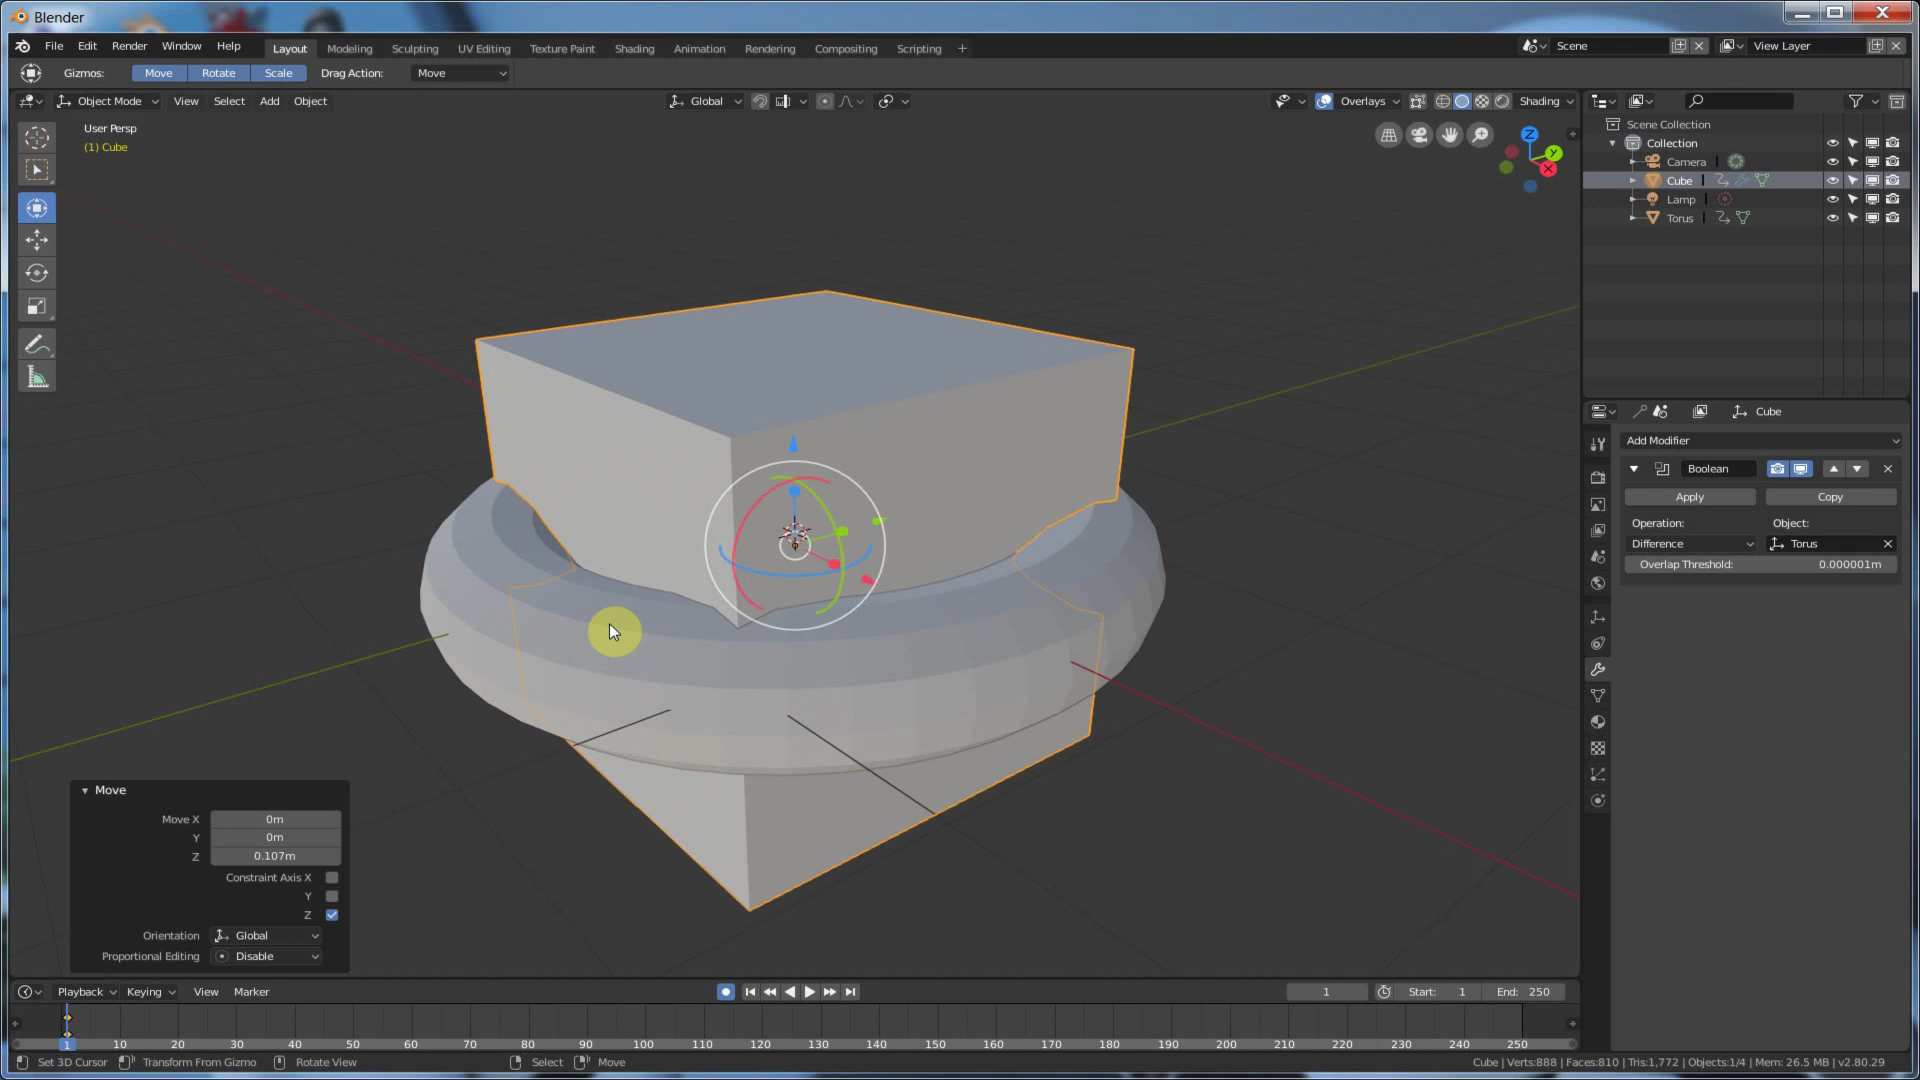 Blender
File Edit Render Window Help Layout Modeling Sculpting UV Editing Texture Paint Shading Animation Rendering Compositing Scripting + Scene View Layer
Gizmos: Move Rotate Scale Drag Action: Move
Object Mode View Select Add Object Global Overlays Shading
User Persp
(1) Cube
Z
Y
X
Scene Collection
Collection
Camera
Cube
Lamp
Torus
Cube
Add Modifier
Boolean
Apply Copy
Operation: Object:
Difference Torus
Overlap Threshold: 0.000001m
Move
Move X 0m
Y 0m
Z 0.107m
Constraint Axis X
Y
Z
Orientation Global
Proportional Editing Disable
Playback Keying View Marker 1 Start: 1 End: 250
1 10 20 30 40 50 60 70 80 90 100 110 120 130 140 150 160 170 180 190 200 210 220 230 240 250
Set 3D Cursor Transform From Gizmo Rotate View Select Move Cube | Verts:888 | Faces:810 | Tris:1,772 | Objects:1/4 | Mem: 26.5 MB | v2.80.29